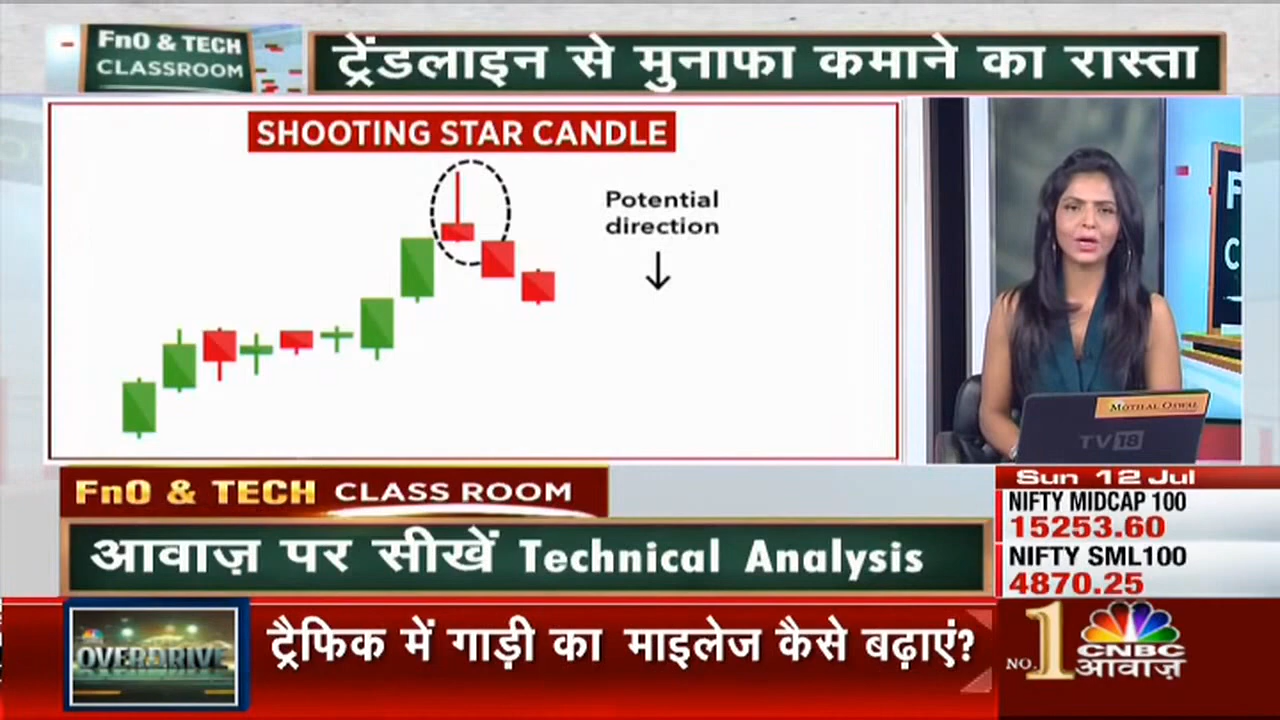 FnO & TECH
CLASSROOM
ट्रेंडलाइन से मुनाफा कमाने का रास्ता
SHOOTING STAR CANDLE
Potential
direction
MOTILAL OSWAL
TV18
FnO & TECH CLASS ROOM
आवाज़ पर सीखें Technical Analysis
Sun 12 Jul
NIFTY MIDCAP 100
15253.60
NIFTY SML100
4870.25
OVERDRIVE
ट्रैफिक में गाड़ी का माइलेज कैसे बढ़ाएं?
NO. 1
CNBC
आवाज़